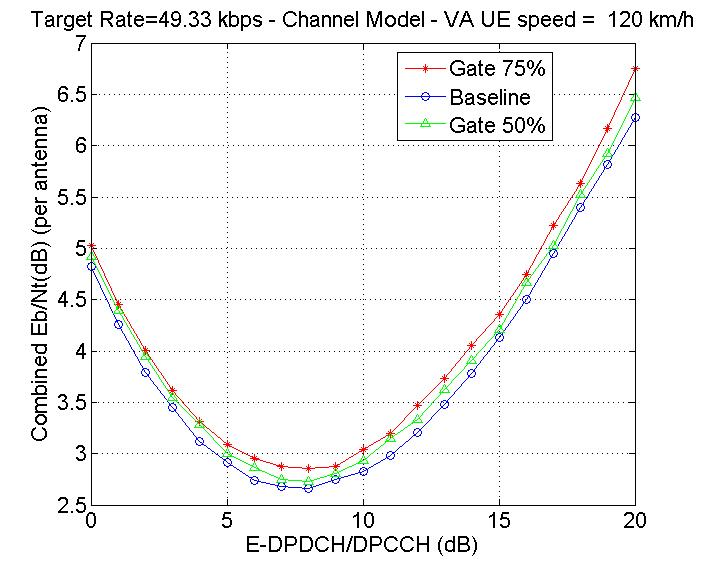 Target Rate=49.33 kbps - Channel Model - VA UE speed =  120 km/h
7
6.5
6
5.5
5
4.5
4
3.5
3
2.5
Combined Eb/Nt(dB) (per antenna)
Gate 75%
Baseline
Gate 50%
0 5 10 15 20
E-DPDCH/DPCCH (dB)